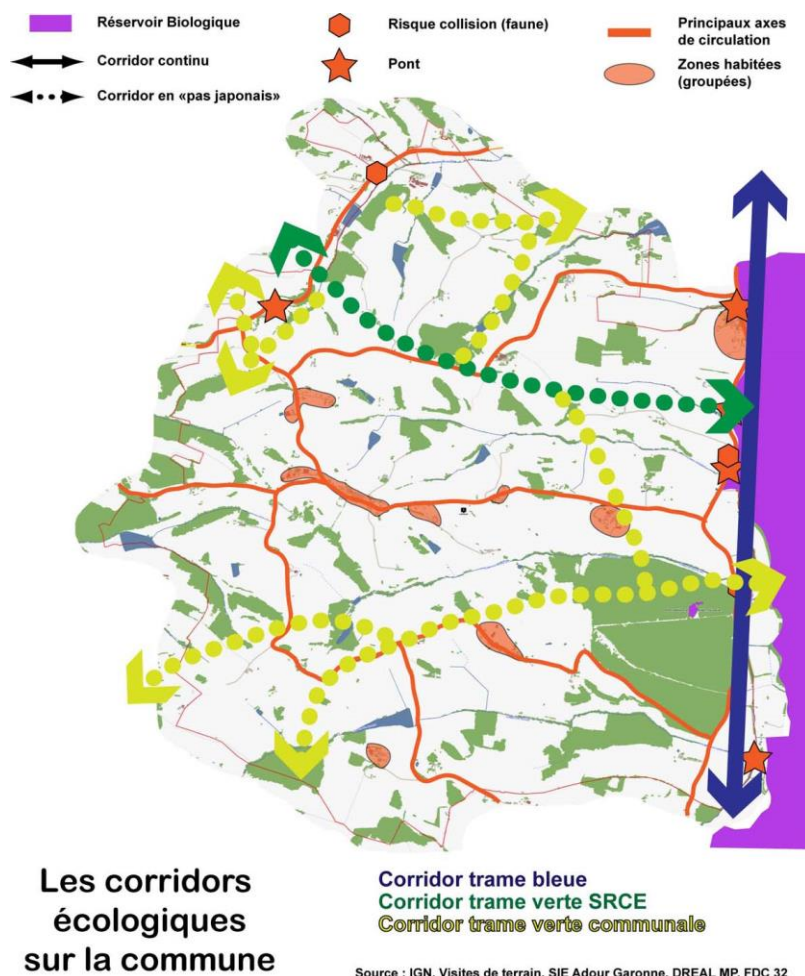 Réservoir Biologique
Corridor continu
Corridor en «pas japonais»
Risque collision (faune)
Pont
Principaux axes
de circulation
Zones habitées
(groupées)
Les corridors
écologiques
sur la commune
Corridor trame bleue
Corridor trame verte SRCE
Corridor trame verte communale
Source : IGN, Visites de terrain, SIE Adour Garonne, DREAL MP, FDC 32